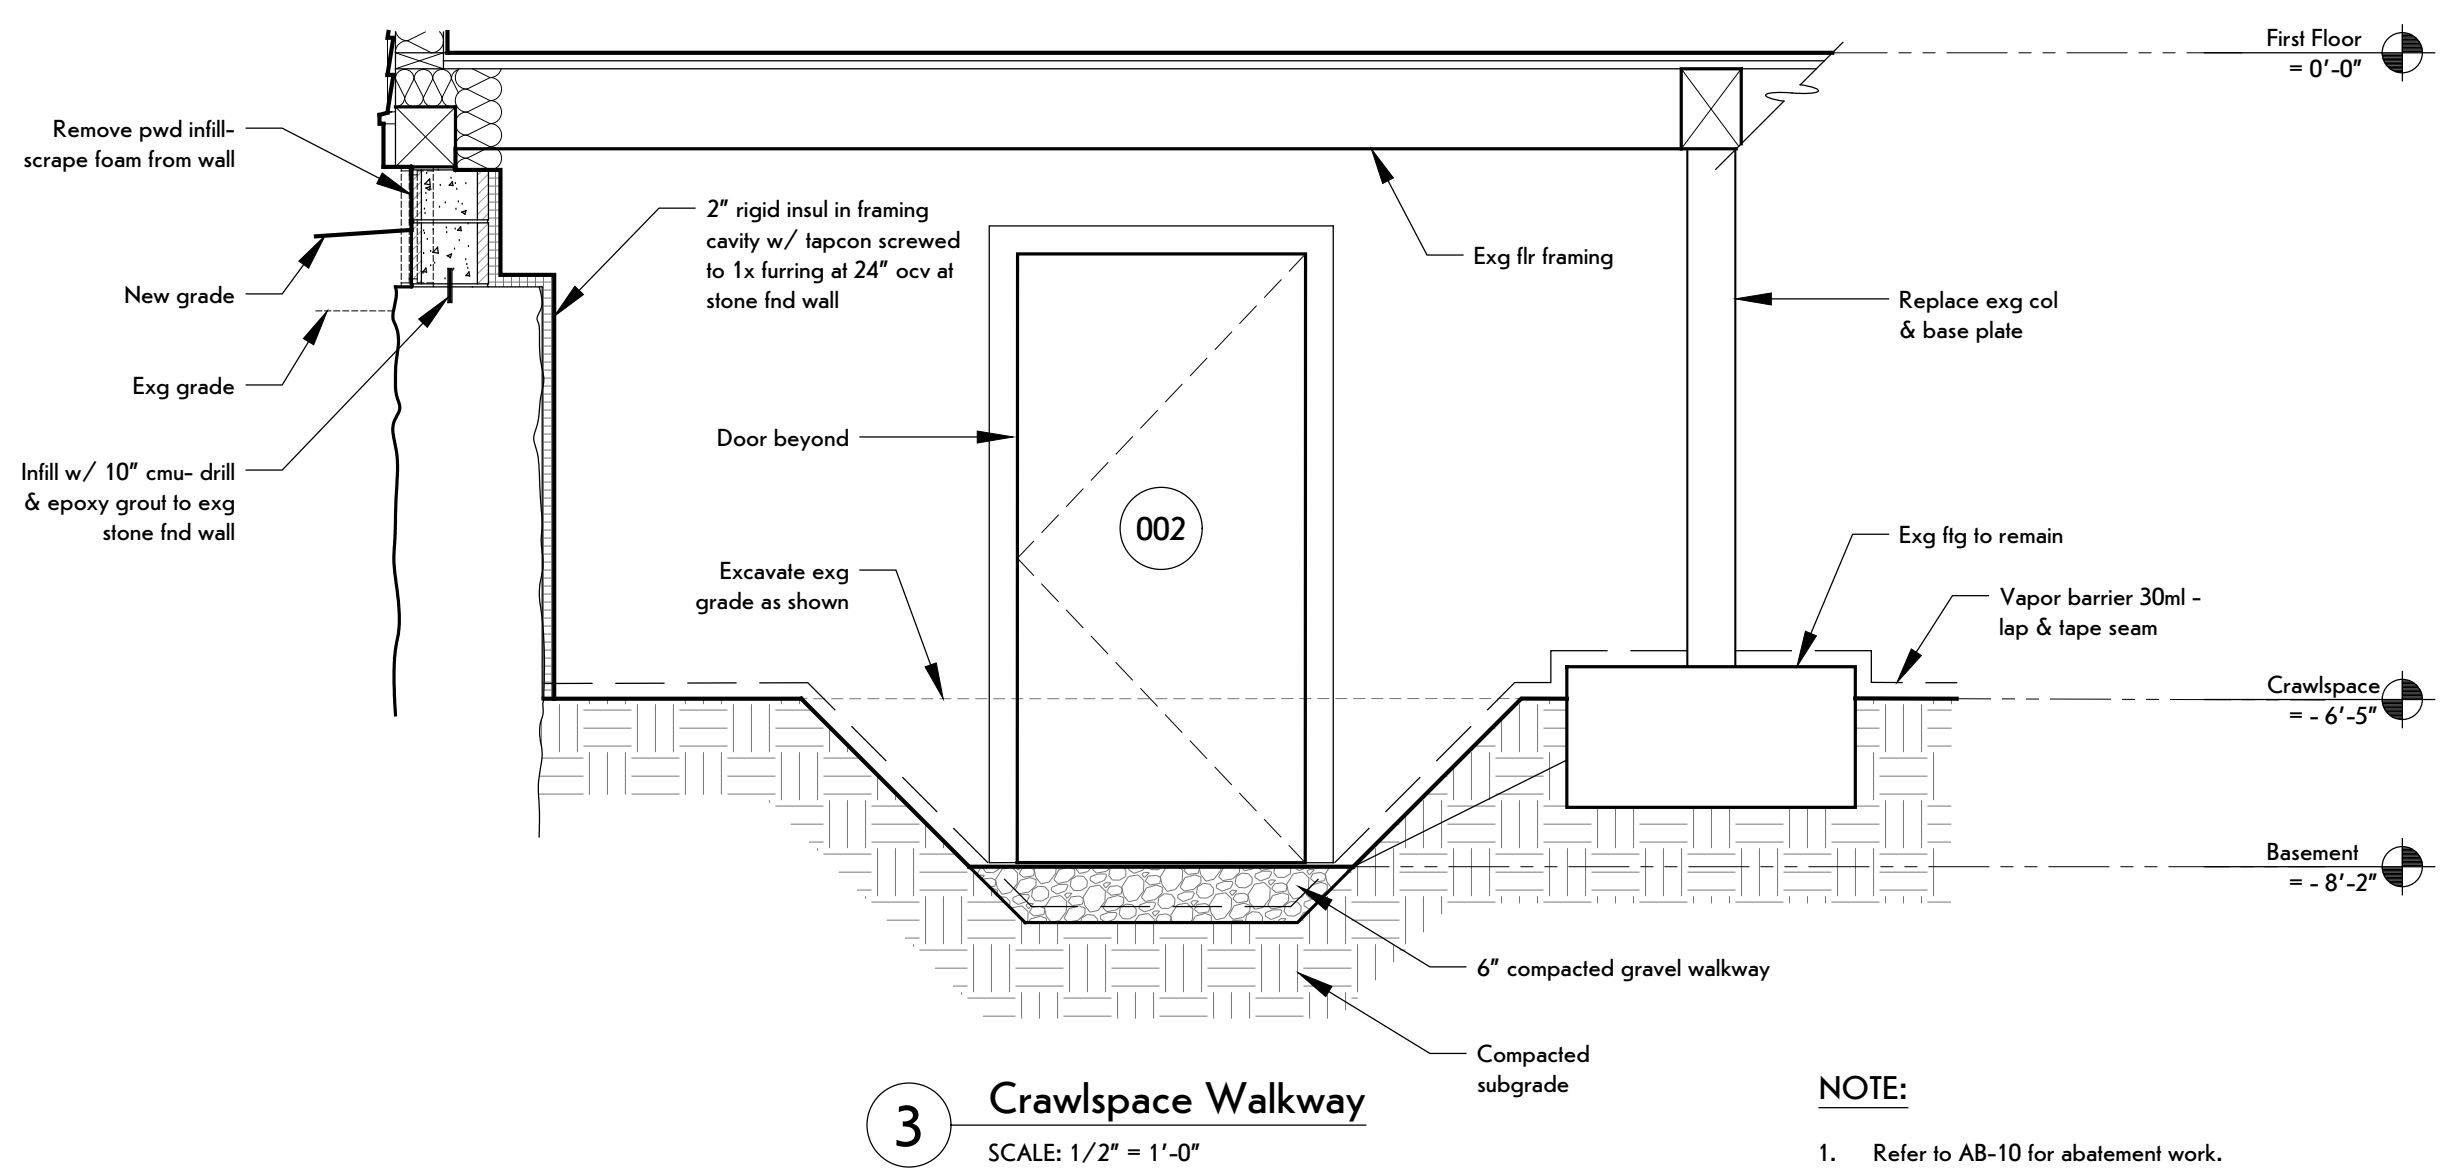 First Floor
= 0'-0"
Remove pwd infill-
scrape foam from wall
2" rigid insul in framing
cavity w/ tapcon screwed
to 1x furring at 24" ocv at
stone fnd wall
Exg flr framing
New grade
Replace exg col
& base plate
Exg grade
Door beyond
Infill w/ 10" cmu- drill
& epoxy grout to exg
stone fnd wall
002
Exg ftg to remain
Excavate exg
grade as shown
Vapor barrier 30ml -
lap & tape seam
Crawlspace
= - 6'-5"
Basement
= - 8'-2"
6" compacted gravel walkway
Compacted
subgrade
3
Crawlspace Walkway
SCALE: 1/2" = 1'-0"
NOTE:
1. Refer to AB-10 for abatement work.